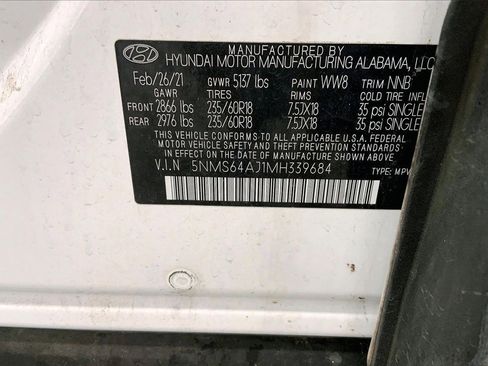 MANUFACTURED BY
HYUNDAI MOTOR MANUFACTURING ALABAMA, LLC
Feb/26/21 GVWR 5137 lbs PAINT WW8 TRIM NNB
GAWR TIRES RIMS COLD TIRE INFL
FRONT 2866 lbs 235/60R18 7.5JX18 35 psi SINGLE
REAR 2976 lbs 235/60R18 7.5JX18 35 psi SINGLE
THIS VEHICLE CONFORMS TO ALL APPLICABLE U.S.A. FEDERAL
MOTOR VEHICLE SAFETY AND THEFT PREVENTION STANDARDS
IN EFFECT ON THE DATE OF MANUFACTURE SHOWN ABOVE.
V.I.N 5NMS64AJ1MH339684 TYPE: MPV